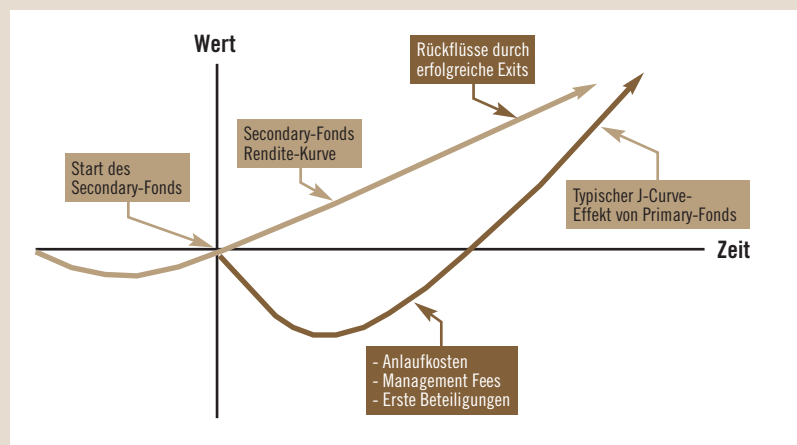 Wert
Rückflüsse durch
erfolgreiche Exits
Secondary-Fonds
Rendite-Kurve
Start des
Secondary-Fonds
Typischer J-Curve-
Effekt von Primary-Fonds
Zeit
- Anlaufkosten
- Management Fees
- Erste Beteiligungen